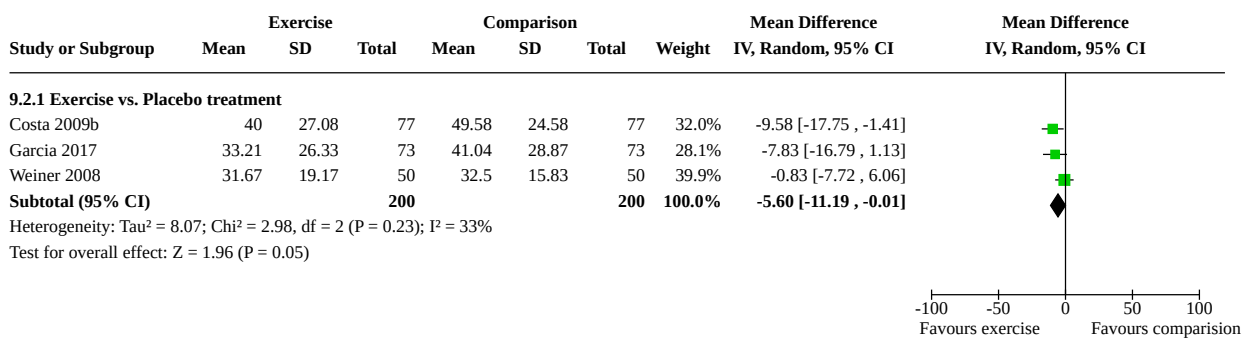 Exercise Comparison Mean Difference Mean Difference
Study or Subgroup Mean SD Total Mean SD Total Weight IV, Random, 95% CI IV, Random, 95% CI
9.2.1 Exercise vs. Placebo treatment
Costa 2009b 40 27.08 77 49.58 24.58 77 32.0% -9.58 [-17.75 , -1.41]
Garcia 2017 33.21 26.33 73 41.04 28.87 73 28.1% -7.83 [-16.79 , 1.13]
Weiner 2008 31.67 19.17 50 32.5 15.83 50 39.9% -0.83 [-7.72 , 6.06]
Subtotal (95% CI) 200 200 100.0% -5.60 [-11.19 , -0.01]
Heterogeneity: Tau² = 8.07; Chi² = 2.98, df = 2 (P = 0.23); I² = 33%
Test for overall effect: Z = 1.96 (P = 0.05)
-100 -50 0 50 100
Favours exercise Favours comparision